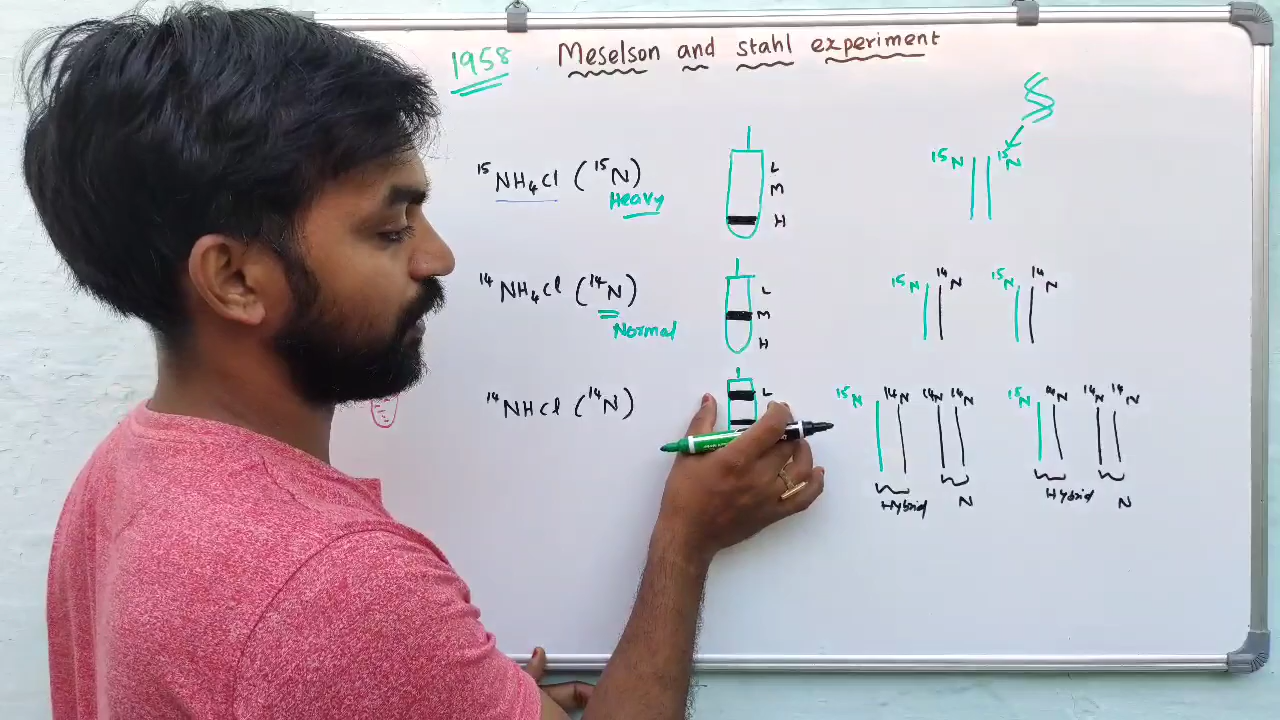 1958 Meselson and stahl experiment
¹⁵NH₄Cl (¹⁵N)
Heavy
L
M
H
¹⁵N ¹⁵N
¹⁴NH₄Cl (¹⁴N)
Normal
L
M
H
¹⁵N ¹⁴N ¹⁵N ¹⁴N
¹⁴NHCl (¹⁴N)
L
¹⁵N ¹⁴N ¹⁴N ¹⁴N ¹⁵N ¹⁴N ¹⁴N ¹⁴N
Hybrid N Hybrid N